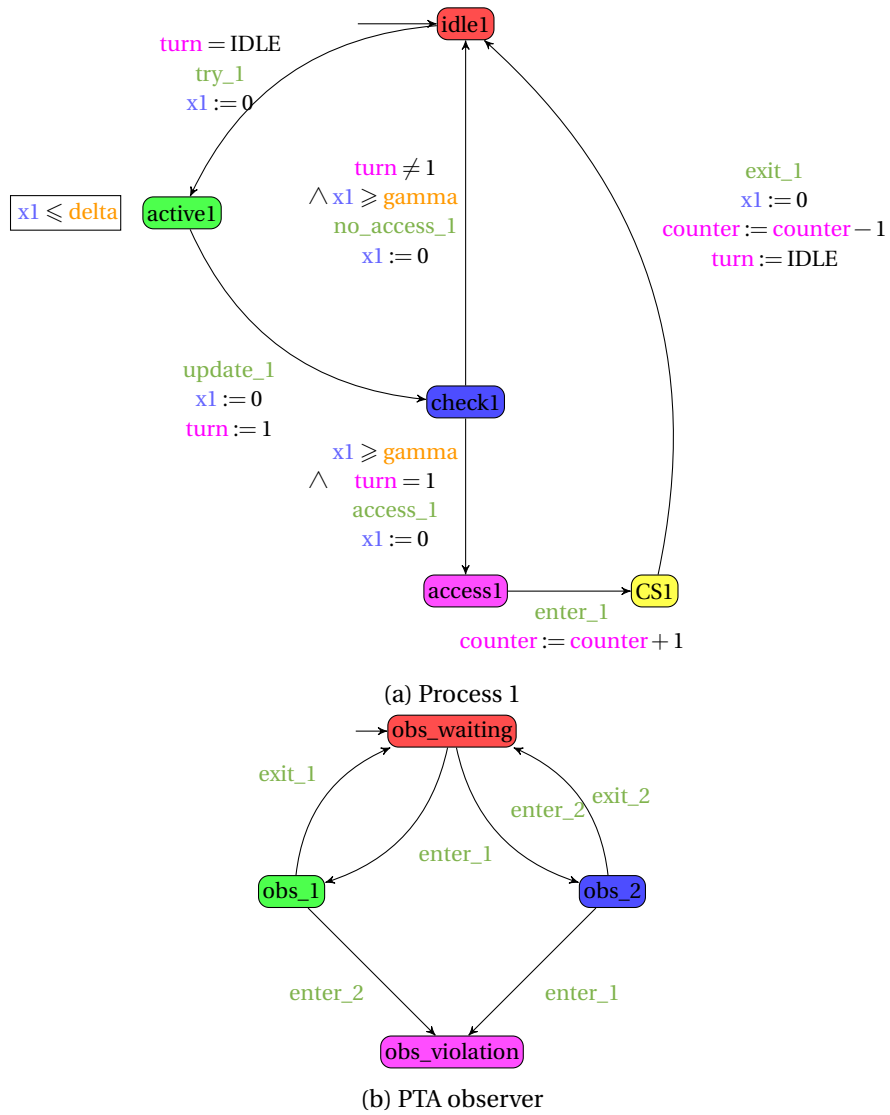 idle1
turn = IDLE
try_1
x1 := 0
turn ≠ 1
∧ x1 ⩾ gamma
no_access_1
x1 := 0
exit_1
x1 := 0
counter := counter − 1
turn := IDLE
x1 ⩽ delta
active1
update_1
x1 := 0
turn := 1
check1
x1 ⩾ gamma
∧ turn = 1
access_1
x1 := 0
access1
CS1
enter_1
counter := counter + 1
(a) Process 1
obs_waiting
exit_1
enter_1
enter_2
exit_2
obs_1
obs_2
enter_2
enter_1
obs_violation
(b) PTA observer